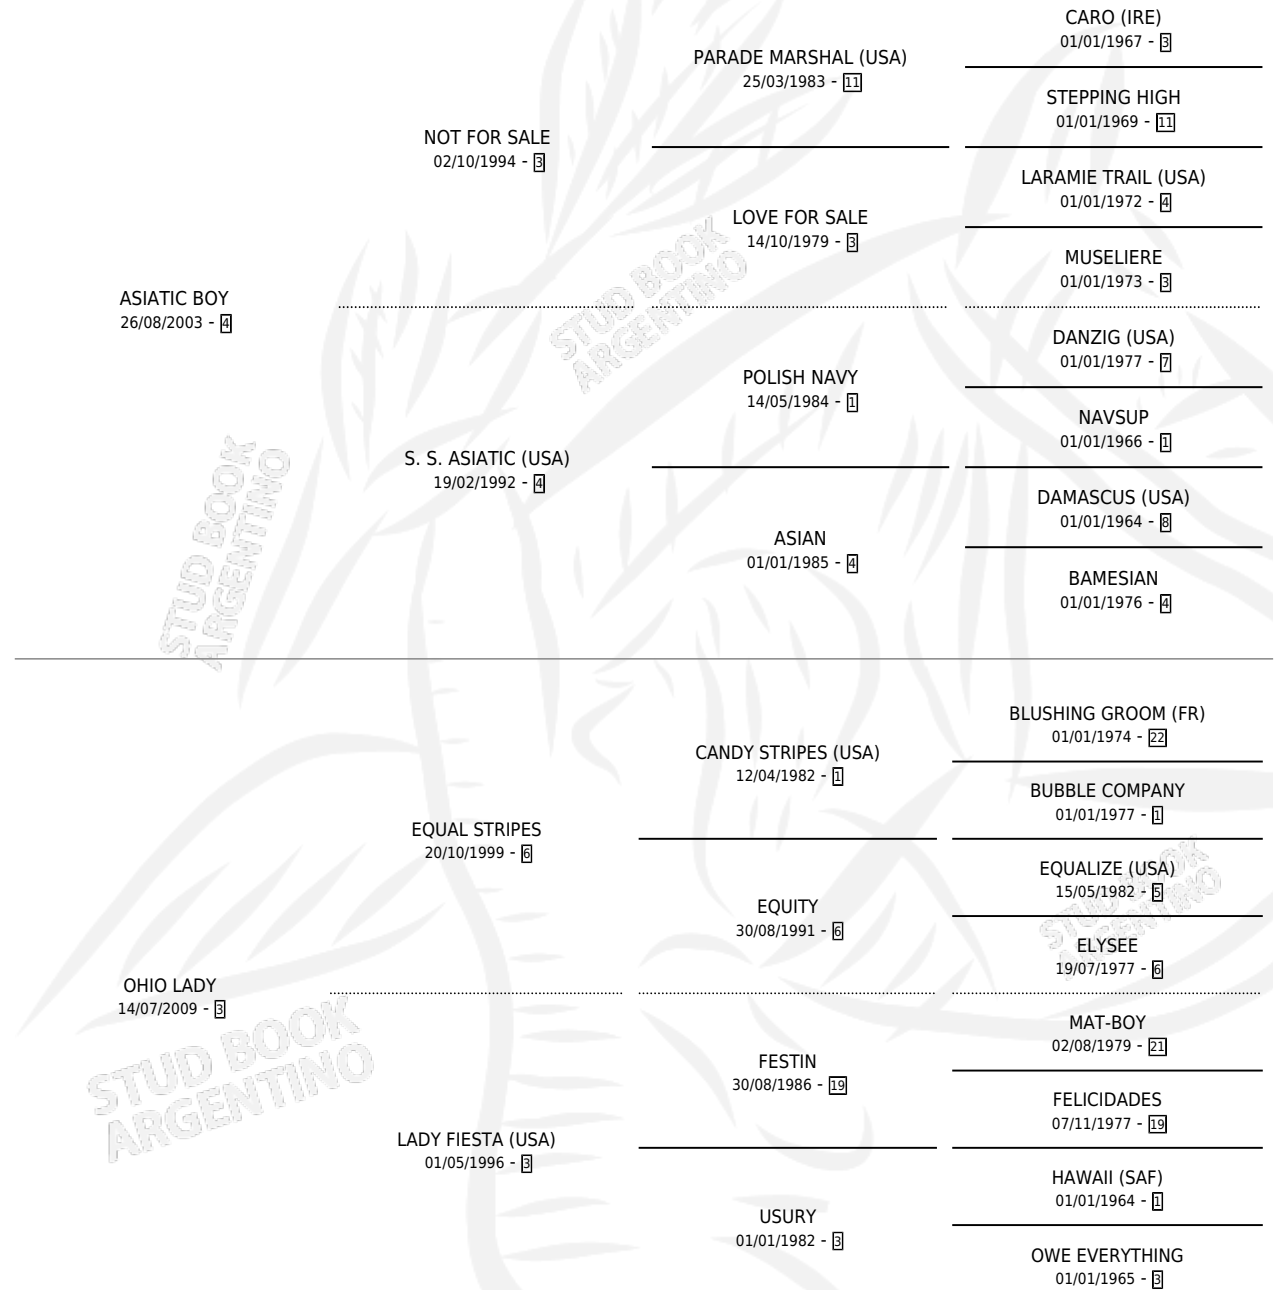 CARO (IRE)
01/01/1967 - 3
PARADE MARSHAL (USA)
25/03/1983 - 11
STEPPING HIGH
01/01/1969 - 11
NOT FOR SALE
02/10/1994 - 3
LARAMIE TRAIL (USA)
01/01/1972 - 4
LOVE FOR SALE
14/10/1979 - 3
MUSELIERE
01/01/1973 - 3
ASIATIC BOY
26/08/2003 - 4
STUD BOOK
ARGENTINO
DANZIG (USA)
01/01/1977 - 7
POLISH NAVY
14/05/1984 - 1
NAVSUP
01/01/1966 - 1
S. S. ASIATIC (USA)
19/02/1992 - 4
DAMASCUS (USA)
01/01/1964 - 8
ASIAN
01/01/1985 - 4
BAMESIAN
01/01/1976 - 4
STUD BOOK
ARGENTINO
BLUSHING GROOM (FR)
01/01/1974 - 22
CANDY STRIPES (USA)
12/04/1982 - 1
BUBBLE COMPANY
01/01/1977 - 1
EQUAL STRIPES
20/10/1999 - 6
EQUALIZE (USA)
15/05/1982 - 5
EQUITY
30/08/1991 - 6
STUD BOOK
ARGENTINO
ELYSEE
19/07/1977 - 6
OHIO LADY
14/07/2009 - 3
MAT-BOY
02/08/1979 - 21
FESTIN
30/08/1986 - 19
FELICIDADES
07/11/1977 - 19
STUD BOOK
ARGENTINO
LADY FIESTA (USA)
01/05/1996 - 3
HAWAII (SAF)
01/01/1964 - 1
USURY
01/01/1982 - 3
OWE EVERYTHING
01/01/1965 - 3